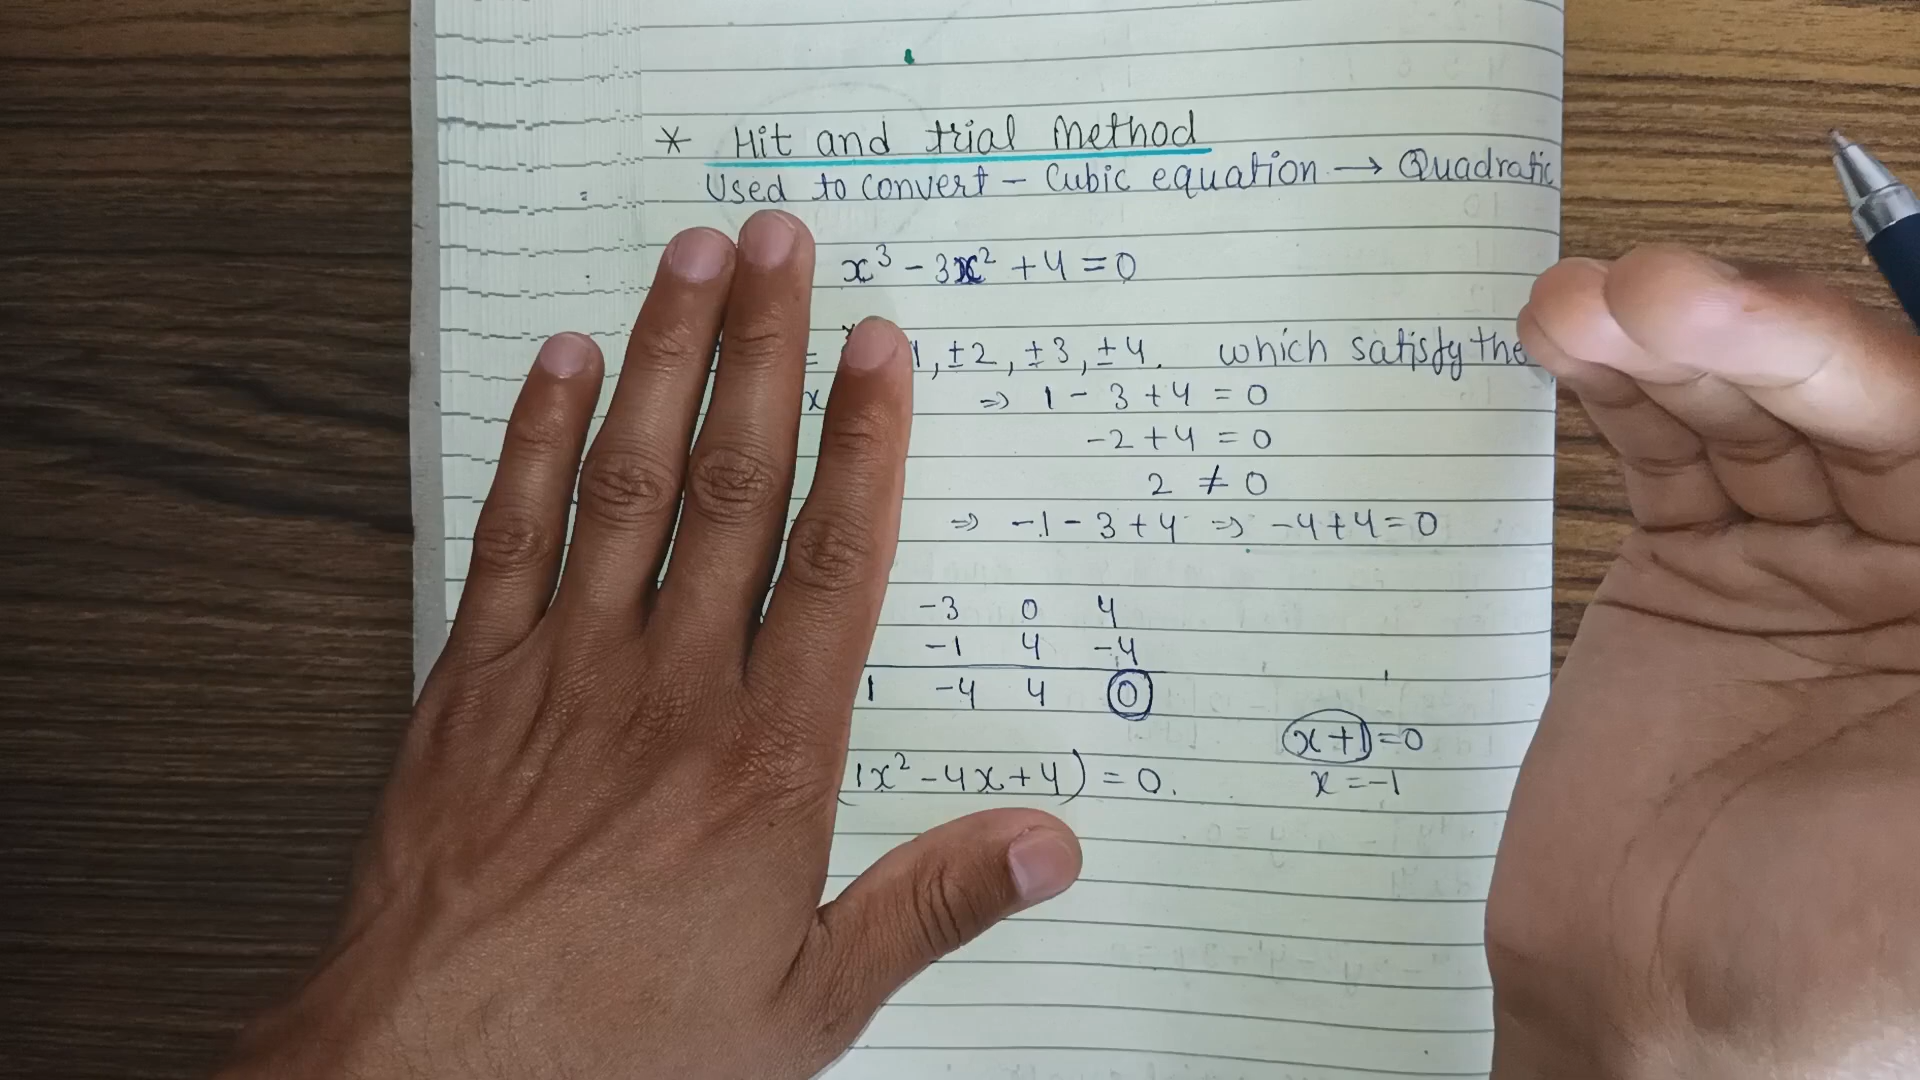 * Hit and trial Method
Used to convert - Cubic equation → Quadratic
x³ - 3x² + 4 = 0
= 1, ±2, ±3, ±4. which satisfy the
x ⇒ 1 - 3 + 4 = 0
-2 + 4 = 0
2 ≠ 0
⇒ -1 - 3 + 4 ⇒ -4 + 4 = 0
-3 0 4
-1 4 -4
1 -4 4 0
(x+1) = 0
(1x² - 4x + 4) = 0.
x = -1